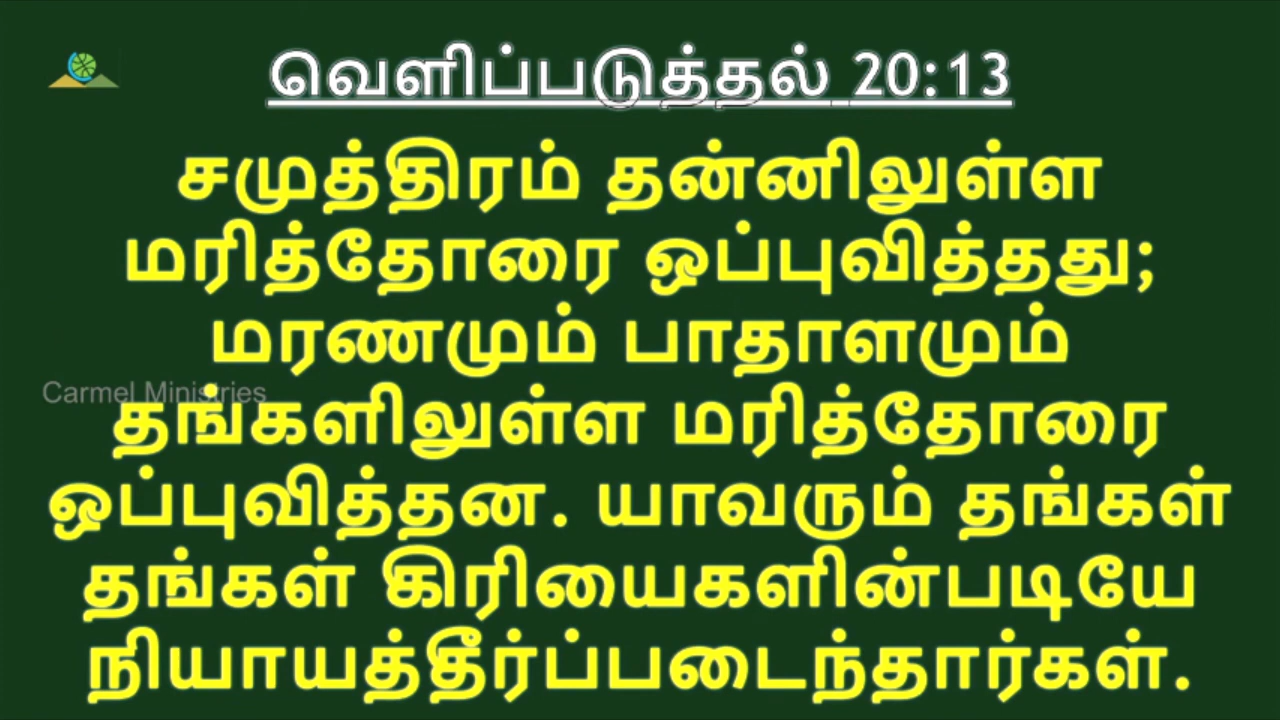 வெளிப்படுத்தல் 20:13
சமுத்திரம் தன்னிலுள்ள
மரித்தோரை ஒப்புவித்தது;
மரணமும் பாதாளமும்
Carmel Ministries
தங்களிலுள்ள மரித்தோரை
ஒப்புவித்தன. யாவரும் தங்கள்
தங்கள் கிரியைகளின்படியே
நியாயத்தீர்ப்படைந்தார்கள்.